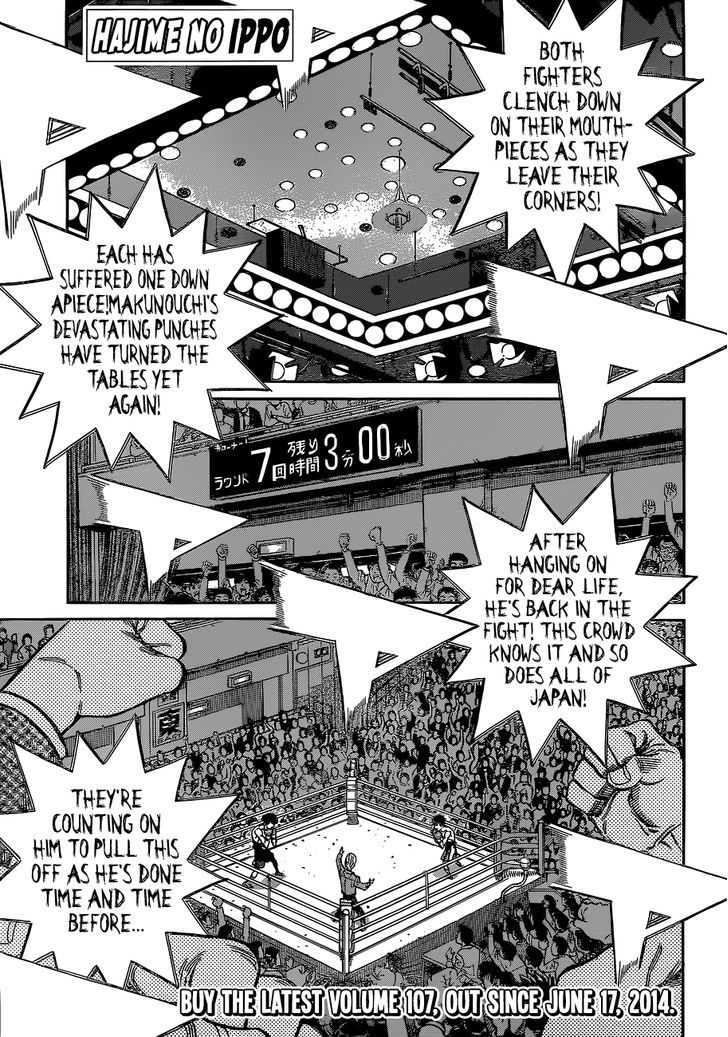 HAJIME NO IPPO
BOTH
FIGHTERS
CLENCH DOWN
ON THEIR MOUTH-
PIECES AS THEY
LEAVE THEIR
CORNERS!
EACH HAS
SUFFERED ONE DOWN
APIECE!MAKUNOUCHI'S
DEVASTATING PUNCHES
HAVE TURNED THE
TABLES YET
AGAIN!
ラウンド 7回 残り時間 3分00秒
AFTER
HANGING ON
FOR DEAR LIFE,
HE'S BACK IN THE
FIGHT! THIS CROWD
KNOWS IT AND SO
DOES ALL OF
JAPAN!
東
THEY'RE
COUNTING ON
HIM TO PULL THIS
OFF AS HE'S DONE
TIME AND TIME
BEFORE...
BUY THE LATEST VOLUME 107, OUT SINCE JUNE 17, 2014.